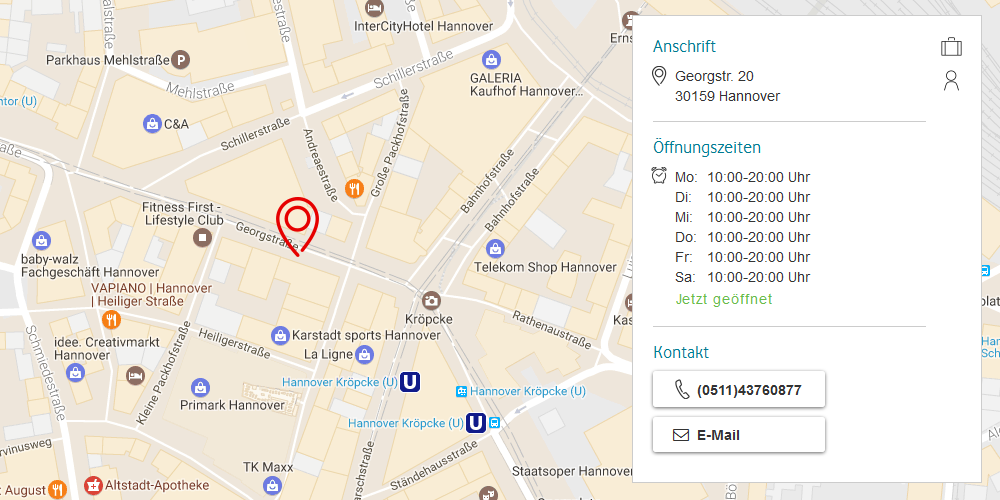 InterCityHotel Hannover
Parkhaus Mehlstraße
P
Mehlstraße
Schillerstraße
GALERIA
Kaufhof Hannover...
C&A
Schillerstraße
Andreaestraße
Große Packhofstraße
Bahnhofstraße
Bahnhofstraße
Fitness First -
Lifestyle Club
Georgstraße
baby-walz
Fachgeschäft Hannover
VAPIANO | Hannover
| Heiliger Straße
Telekom Shop Hannover
Kröpcke
Rathenaustraße
Karstadt sports Hannover
La Ligne
Heiligerstraße
idee. Creativmarkt
Hannover
Schmiedestraße
Kleine Packhofstraße
Primark Hannover
Hannover Kröpcke (U)
U
Hannover Kröpcke (U)
Hannover Kröpcke (U)
U
Ständehausstraße
TK Maxx
Altstadt-Apotheke
Staatsoper Hannover
Anschrift
Georgstr. 20
30159 Hannover
Öffnungszeiten
Mo: 10:00-20:00 Uhr
Di: 10:00-20:00 Uhr
Mi: 10:00-20:00 Uhr
Do: 10:00-20:00 Uhr
Fr: 10:00-20:00 Uhr
Sa: 10:00-20:00 Uhr
Jetzt geöffnet
Kontakt
(0511)43760877
E-Mail